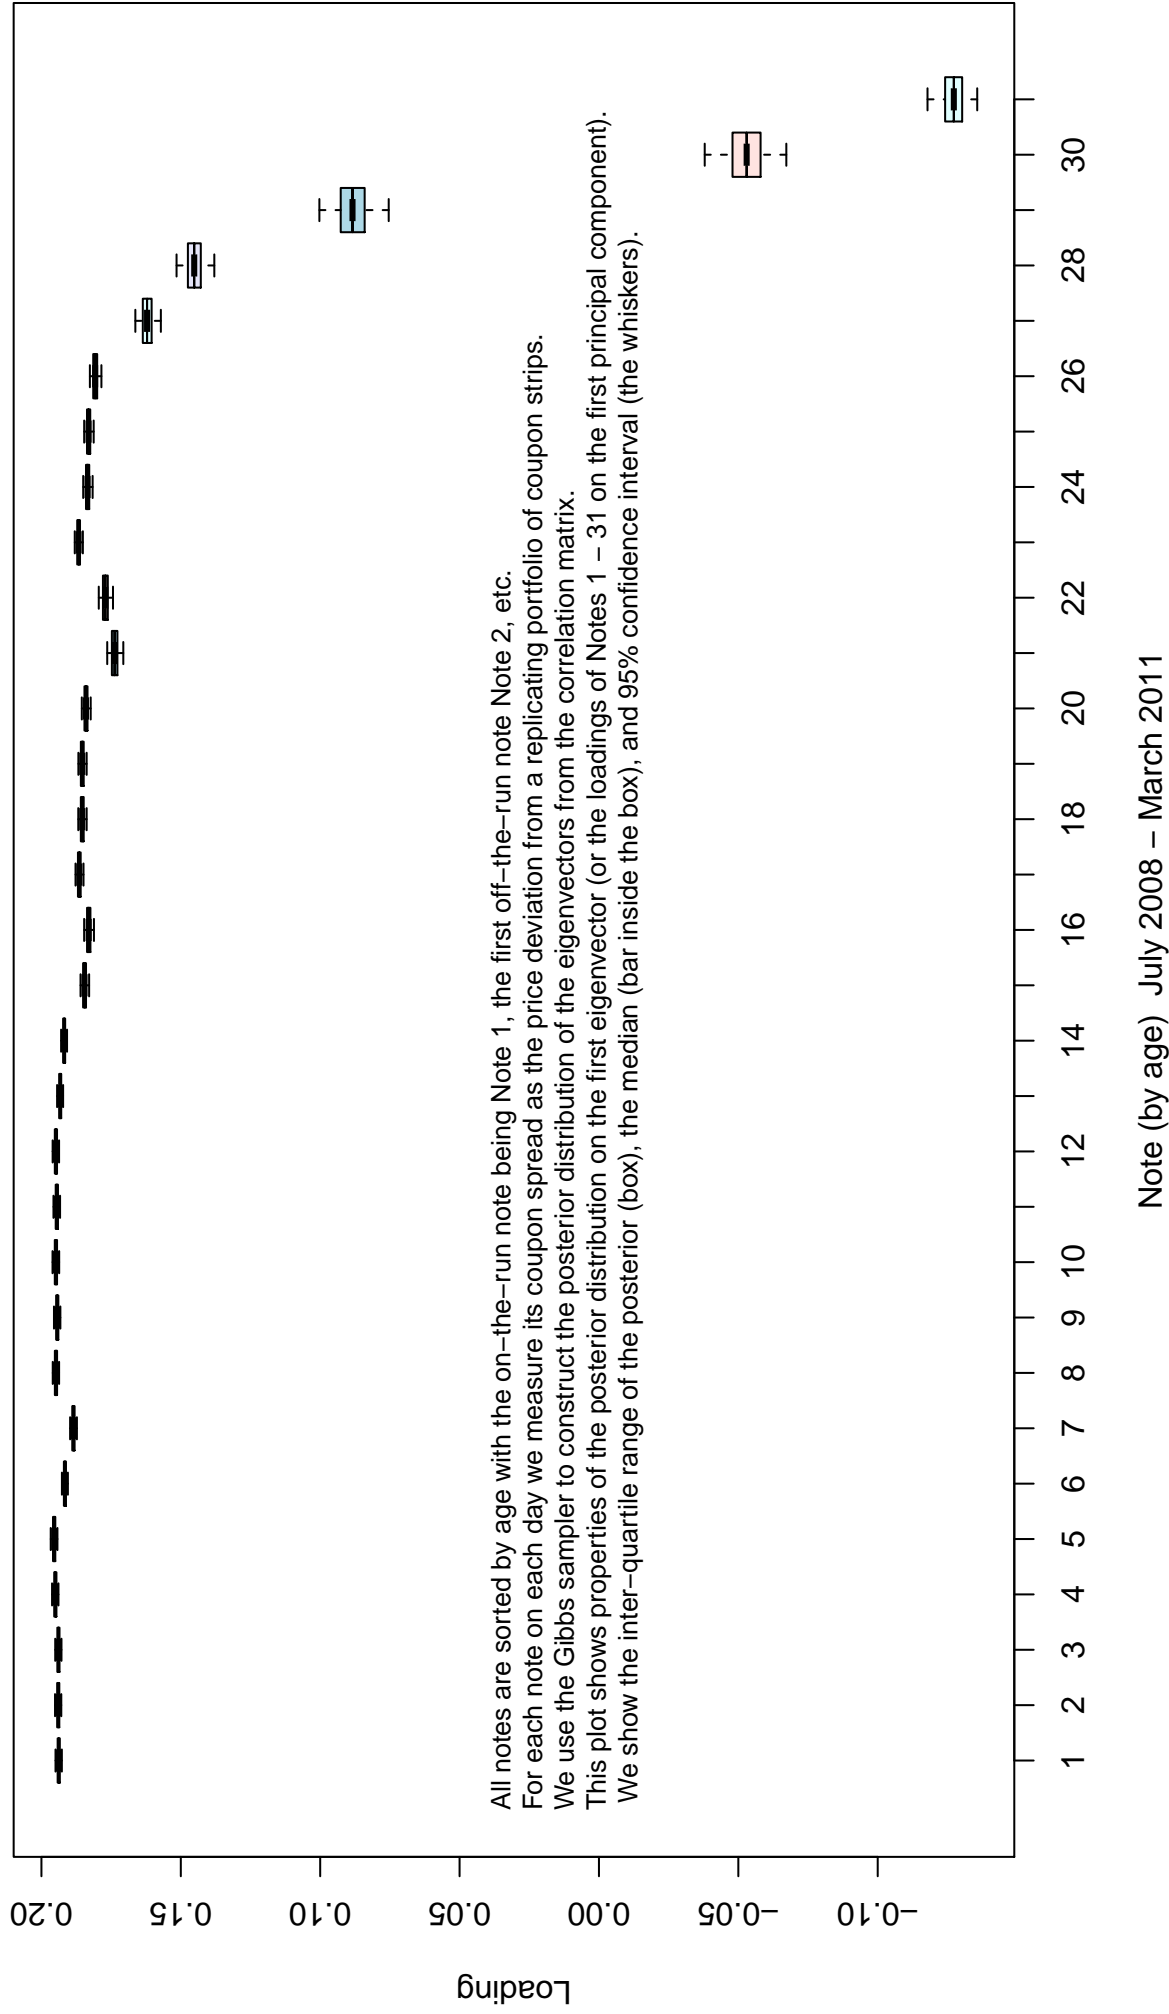 Loading
0.20
0.15
0.10
0.05
0.00
−0.05
−0.10
All notes are sorted by age with the on−the−run note being Note 1, the first off−the−run note Note 2, etc.
For each note on each day we measure its coupon spread as the price deviation from a replicating portfolio of coupon strips.
We use the Gibbs sampler to construct the posterior distribution of the eigenvectors from the correlation matrix.
This plot shows properties of the posterior distribution on the first eigenvector (or the loadings of Notes 1 − 31 on the first principal component).
We show the inter−quartile range of the posterior (box), the median (bar inside the box), and 95% confidence interval (the whiskers).
1 2 3 4 5 6 7 8 9 10 12 14 16 18 20 22 24 26 28 30
Note (by age) July 2008 − March 2011